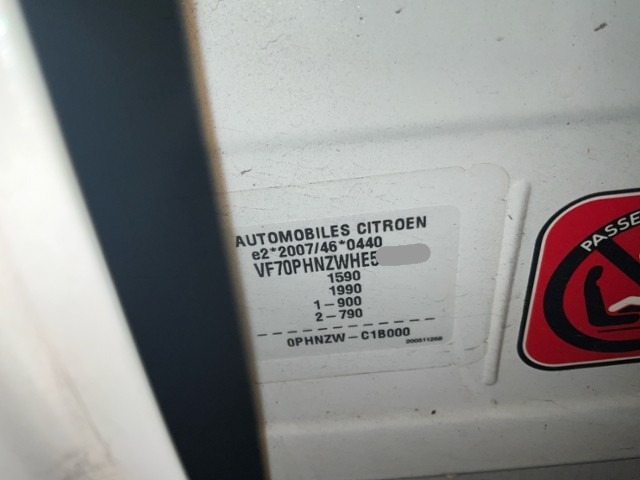 AUTOMOBILES CITROEN
e2*2007/46*0440
VF70PHNZWHE5
1590
1990
1-900
2-790
0PHNZW-C1B000
PASSE